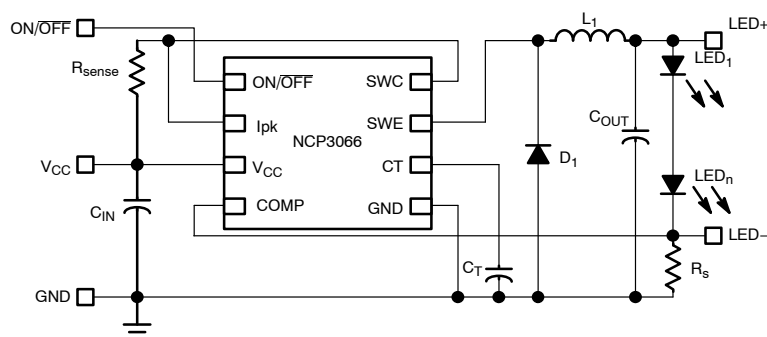 ON/OFF
Rsense
VCC
CIN
GND
ON/OFF
Ipk
VCC
COMP
NCP3066
SWC
SWE
CT
GND
CT
L1
D1
COUT
LED+
LED1
LEDn
LED−
Rs